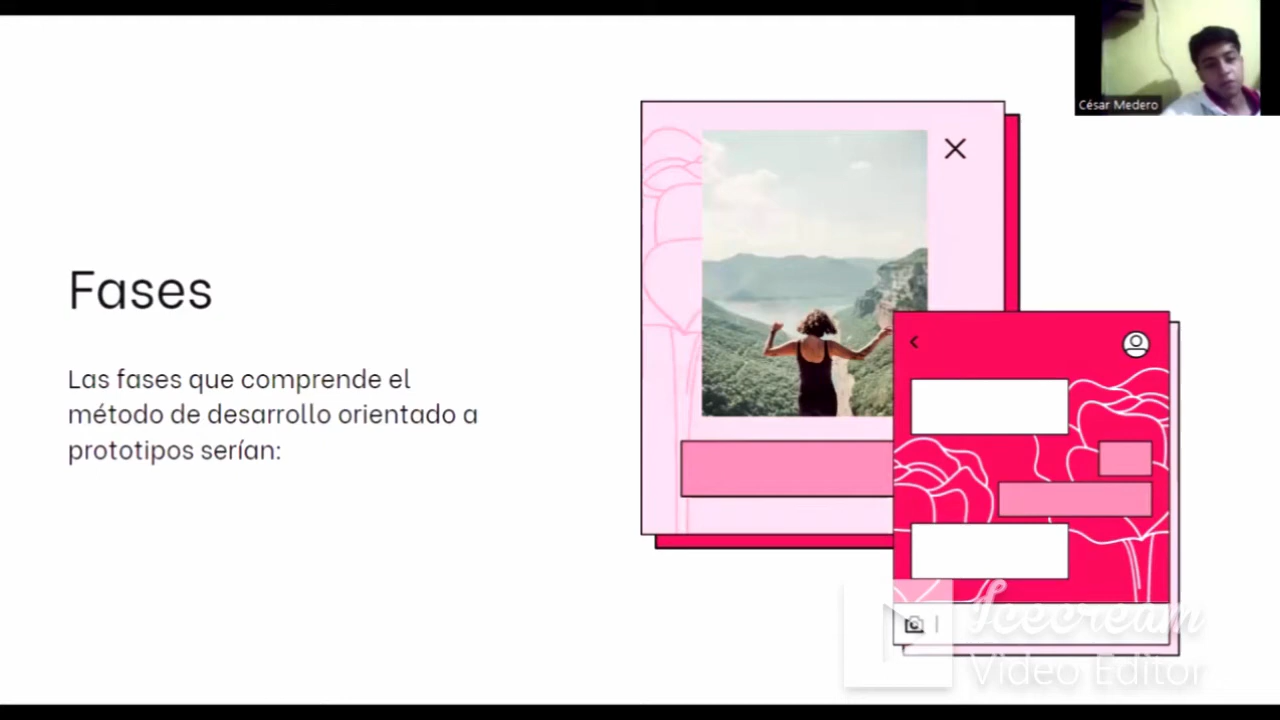 César Medero
Fases
Las fases que comprende el
método de desarrollo orientado a
prototipos serían:
Icecream
Video Editor